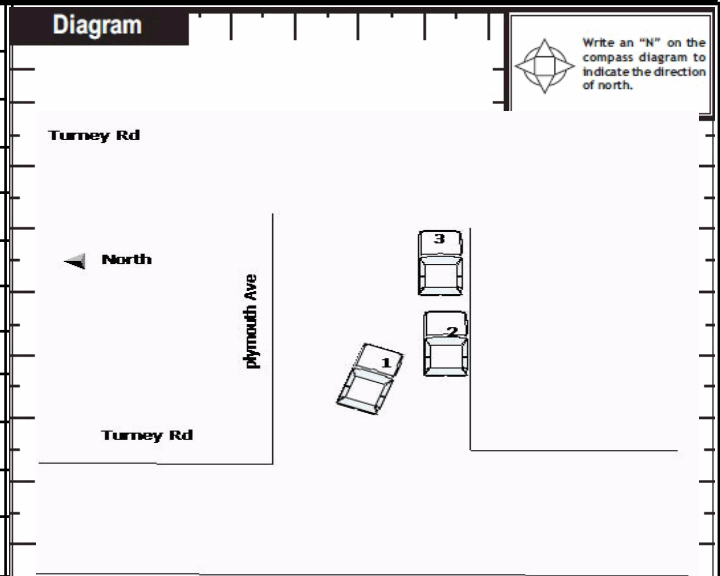 Diagram
Write an “N” on the
compass diagram to
indicate the direction
of north.
Turney Rd
North
plymouth Ave
3
2
1
Turney Rd